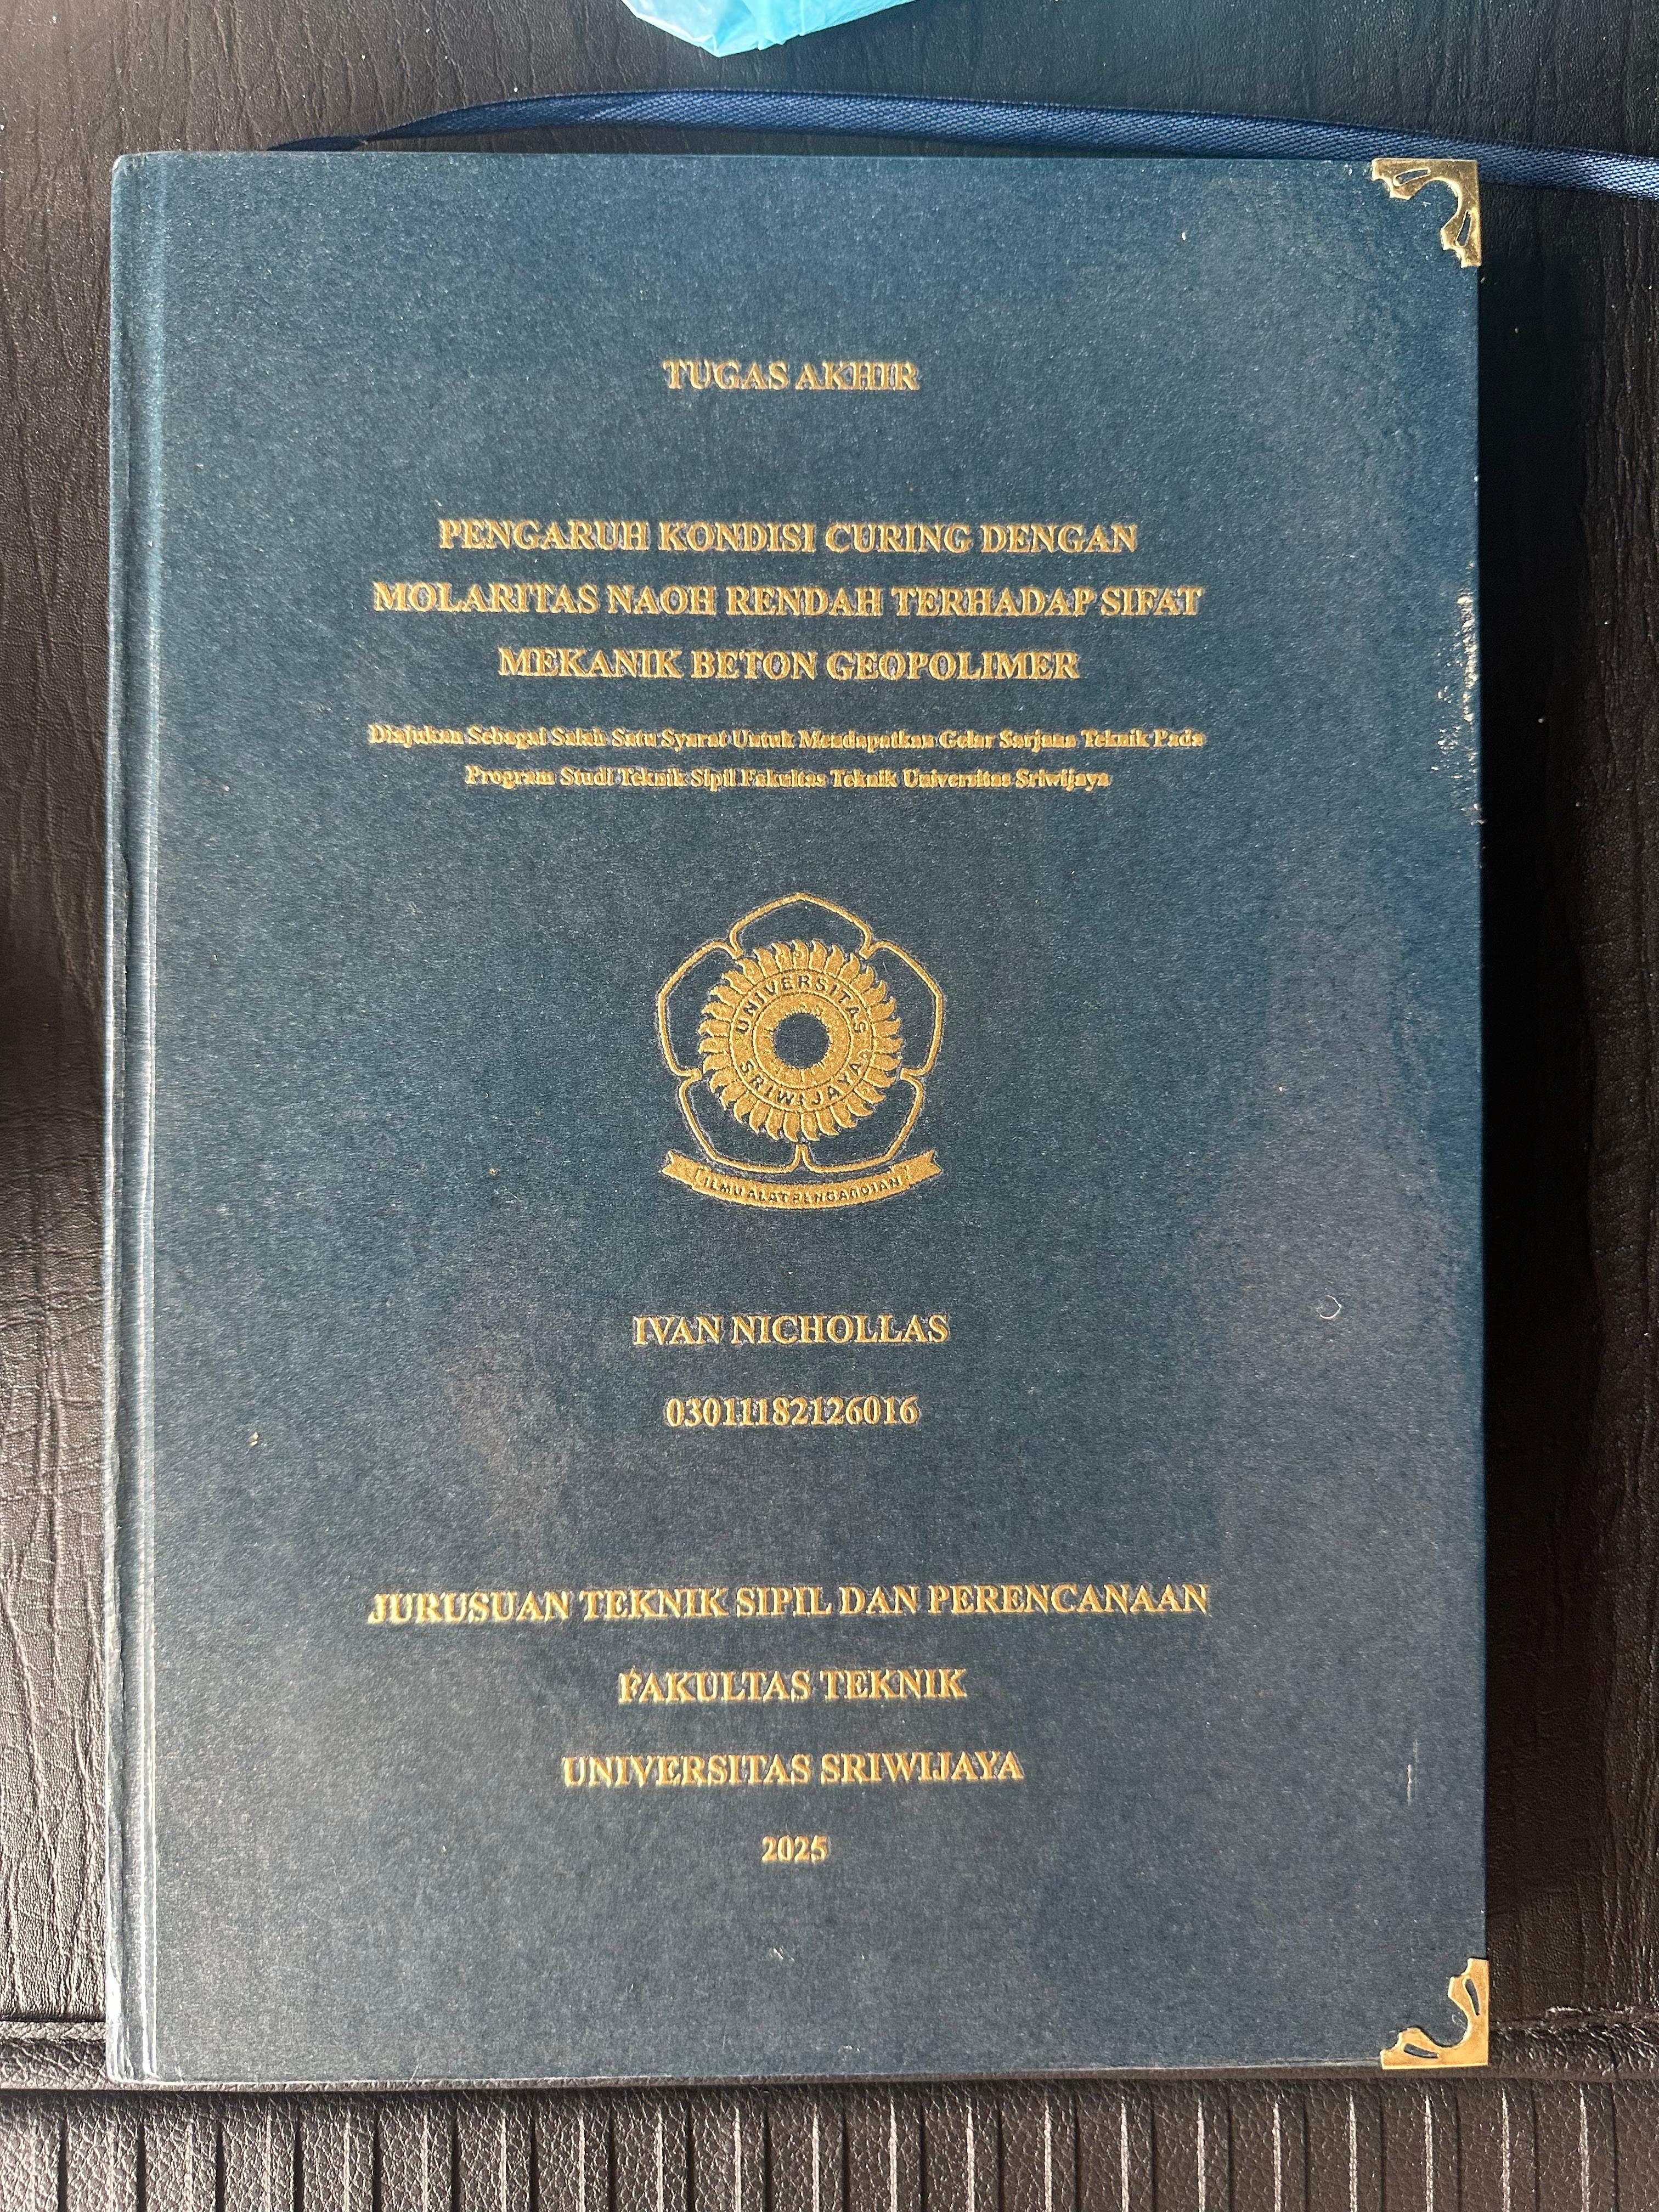 TUGAS AKHIR
PENGARUH KONDISI CURING DENGAN
MOLARITAS NAOH RENDAH TERHADAP SIFAT
MEKANIK BETON GEOPOLIMER
Diajukan Sebagai Salah Satu Syarat Untuk Mendapatkan Gelar Sarjana Teknik Pada
Program Studi Teknik Sipil Fakultas Teknik Universitas Sriwijaya
UNIVERSITAS
SRIWIJAYA
ILMU ALAT PENGABDIAN
IVAN NICHOLLAS
03011182126016
JURUSUAN TEKNIK SIPIL DAN PERENCANAAN
FAKULTAS TEKNIK
UNIVERSITAS SRIWIJAYA
2025